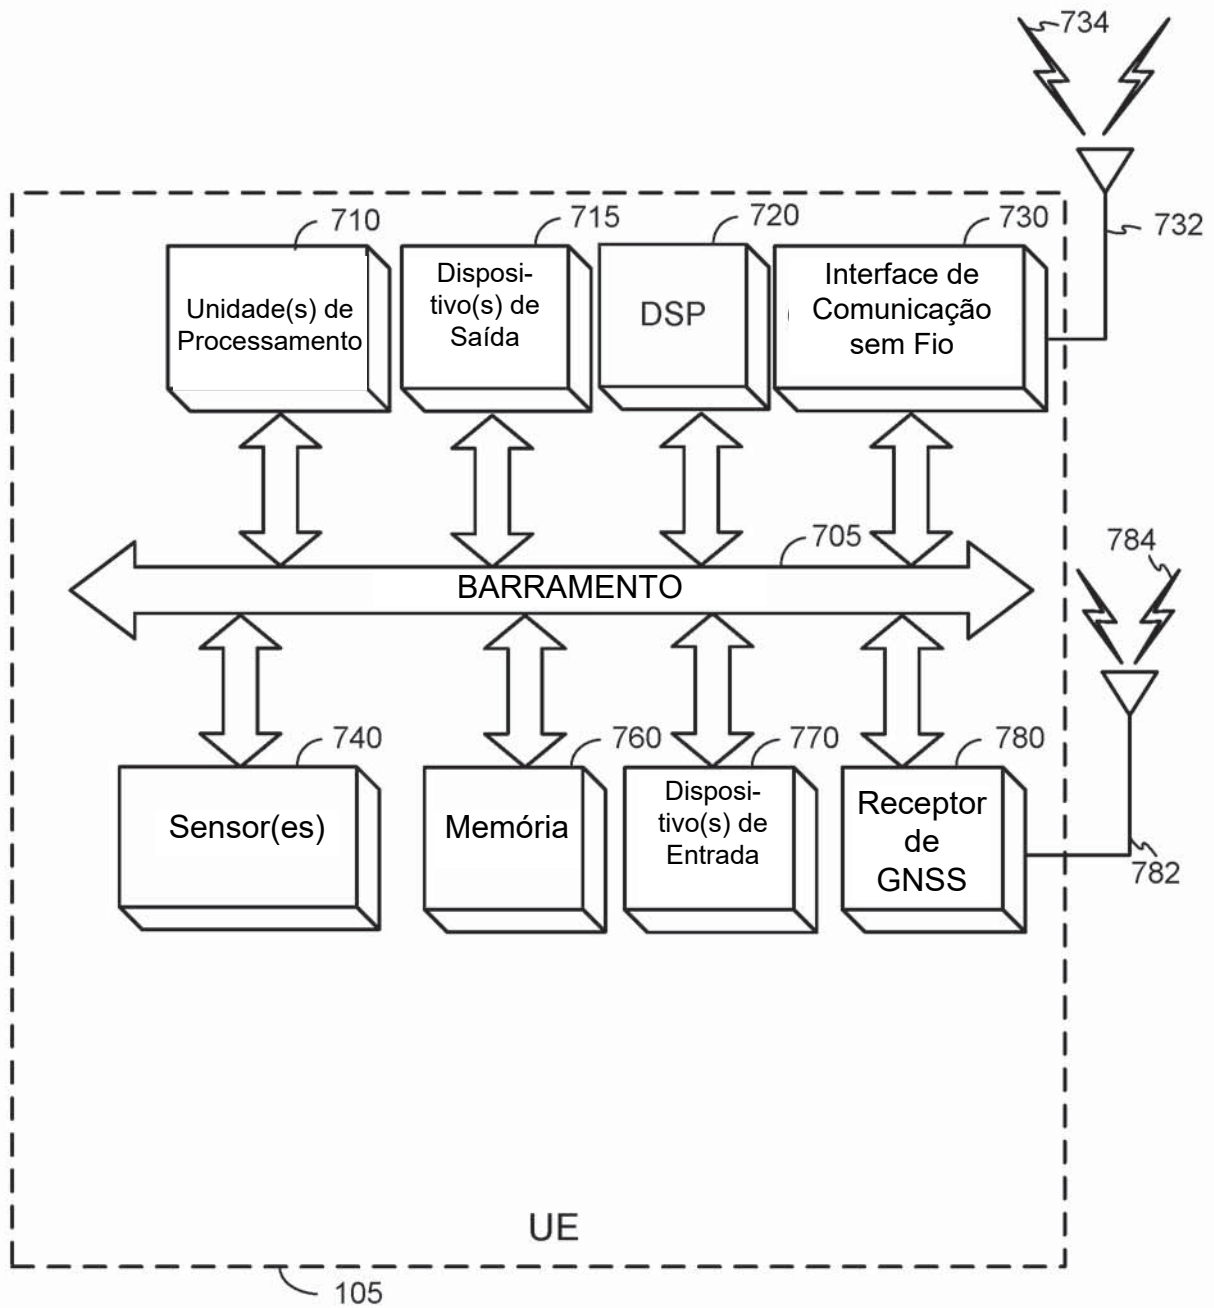 734
732
710
715
720
730
Unidade(s) de
Processamento
Disposi-
tivo(s) de
Saída
DSP
Interface de
Comunicação
sem Fio
705
BARRAMENTO
784
782
740
760
770
780
Sensor(es)
Memória
Disposi-
tivo(s) de
Entrada
Receptor
de
GNSS
UE
105